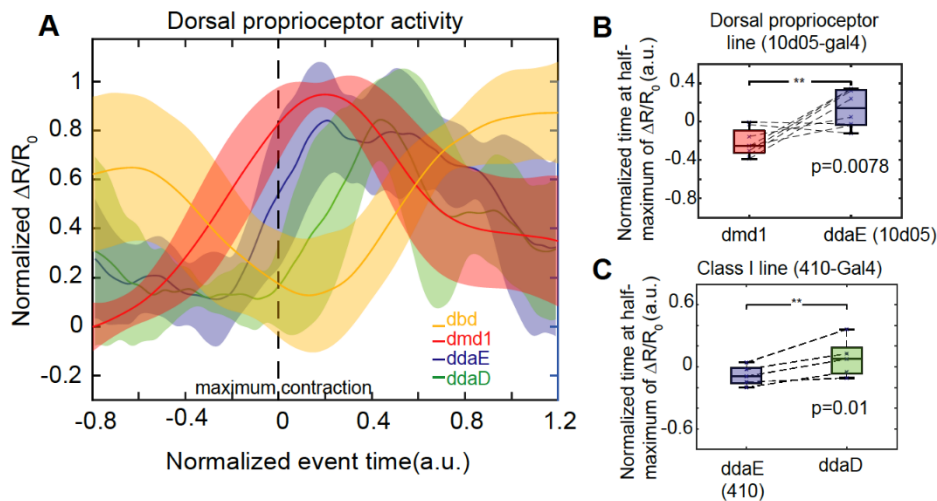 A
Dorsal proprioceptor activity
Normalized ΔR/R0
1
0.8
0.6
0.4
0.2
0
-0.2
dbd
dmd1
ddaE
ddaD
maximum contraction
-0.8
-0.4
0
0.4
0.8
1.2
Normalized event time(a.u.)
B
Dorsal proprioceptor
line (10d05-gal4)
Normalized time at half-
maximum of ΔR/R0 (a.u.)
0.4
0
-0.4
-0.8
**
p=0.0078
dmd1
ddaE (10d05)
C
Class I line (410-Gal4)
Normalized time at half-
maximum of ΔR/R0 (a.u.)
0.6
0
-0.6
**
p=0.01
ddaE
(410)
ddaD